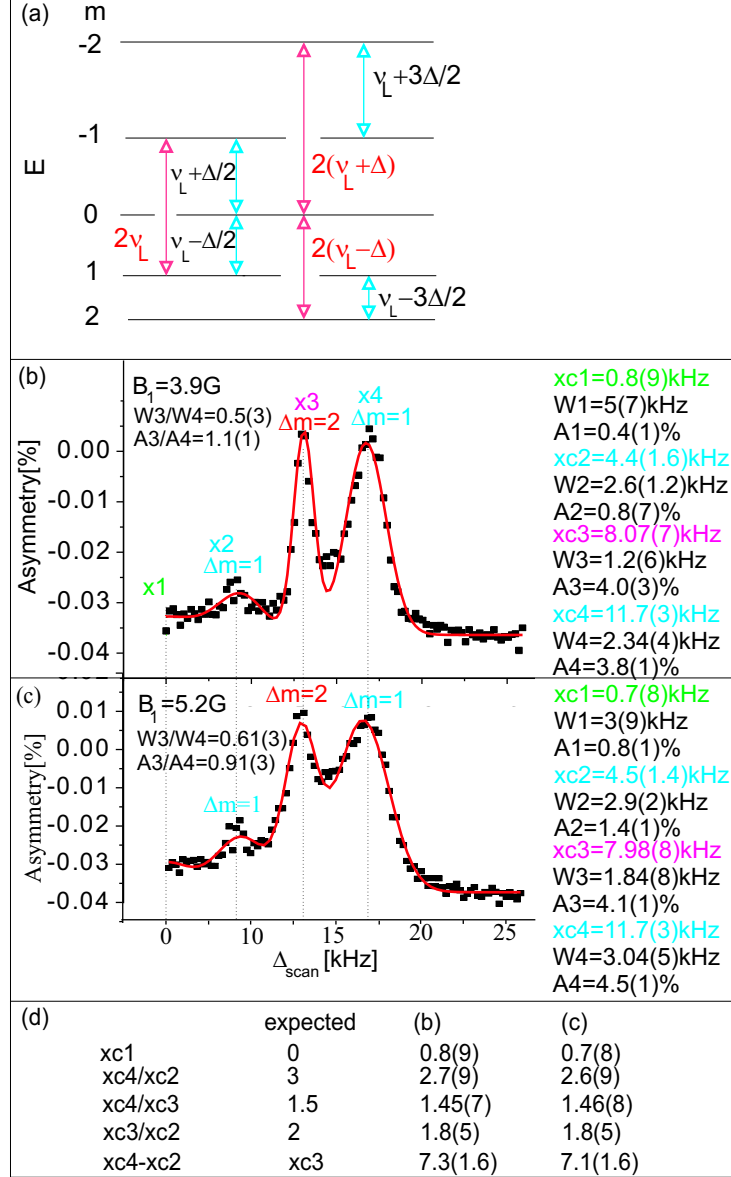 (a)
m
-2
ν_L+3Δ/2
-1
E
ν_L+Δ/2
2(ν_L+Δ)
0
2ν_L
ν_L-Δ/2
2(ν_L-Δ)
1
ν_L-3Δ/2
2
(b)
B₁=3.9G
W3/W4=0.5(3)
A3/A4=1.1(1)
x3
Δm=2
x4
Δm=1
x2
Δm=1
x1
Asymmetry[%]
0.00
-0.01
-0.02
-0.03
-0.04
xc1=0.8(9)kHz
W1=5(7)kHz
A1=0.4(1)%
xc2=4.4(1.6)kHz
W2=2.6(1.2)kHz
A2=0.8(7)%
xc3=8.07(7)kHz
W3=1.2(6)kHz
A3=4.0(3)%
xc4=11.7(3)kHz
W4=2.34(4)kHz
A4=3.8(1)%
(c)
B₁=5.2G
W3/W4=0.61(3)
A3/A4=0.91(3)
Δm=2
Δm=1
Δm=1
Asymmetry[%]
0.01
0.00
-0.01
-0.02
-0.03
-0.04
0 10 15 20 25
Δ_scan [kHz]
xc1=0.7(8)kHz
W1=3(9)kHz
A1=0.8(1)%
xc2=4.5(1.4)kHz
W2=2.9(2)kHz
A2=1.4(1)%
xc3=7.98(8)kHz
W3=1.84(8)kHz
A3=4.1(1)%
xc4=11.7(3)kHz
W4=3.04(5)kHz
A4=4.5(1)%
(d) expected (b) (c)
xc1 0 0.8(9) 0.7(8)
xc4/xc2 3 2.7(9) 2.6(9)
xc4/xc3 1.5 1.45(7) 1.46(8)
xc3/xc2 2 1.8(5) 1.8(5)
xc4-xc2 xc3 7.3(1.6) 7.1(1.6)